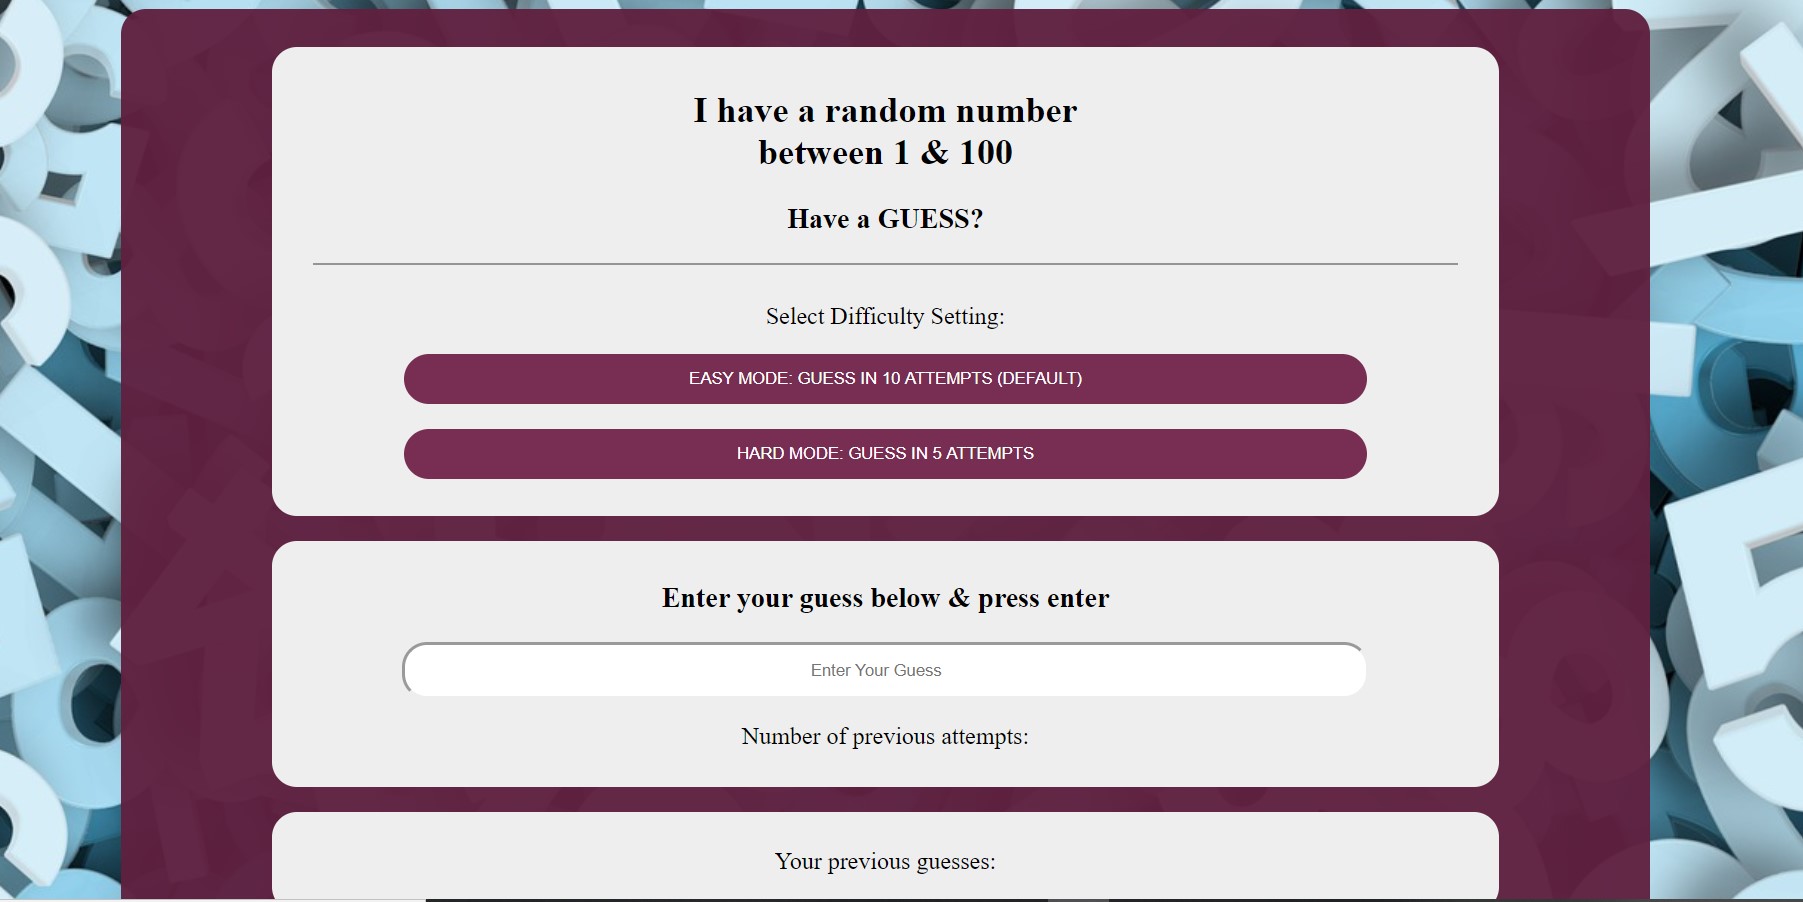 I have a random number
between 1 & 100
Have a GUESS?
Select Difficulty Setting:
EASY MODE: GUESS IN 10 ATTEMPTS (DEFAULT)
HARD MODE: GUESS IN 5 ATTEMPTS
Enter your guess below & press enter
Enter Your Guess
Number of previous attempts:
Your previous guesses: